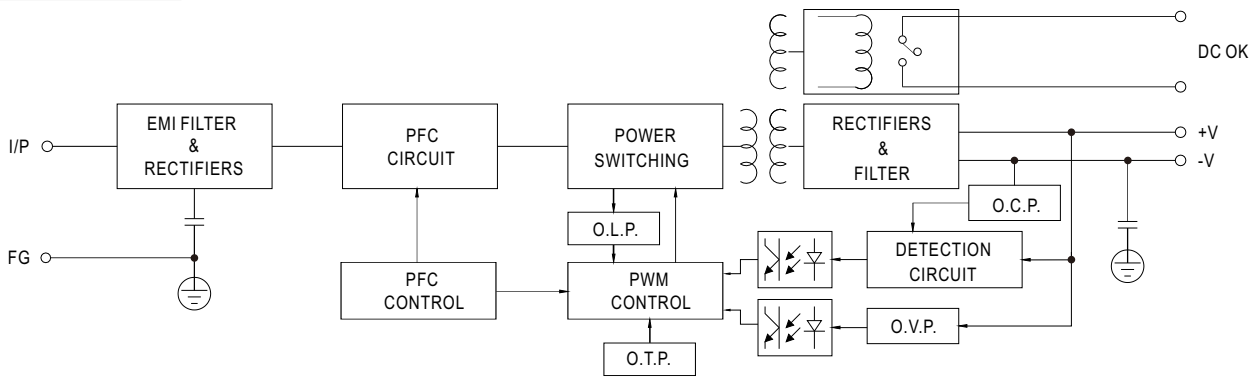 DC OK
I/P
EMI FILTER
&
RECTIFIERS
PFC
CIRCUIT
POWER
SWITCHING
RECTIFIERS
&
FILTER
+V
-V
O.C.P.
O.L.P.
DETECTION
CIRCUIT
FG
PFC
CONTROL
PWM
CONTROL
O.V.P.
O.T.P.